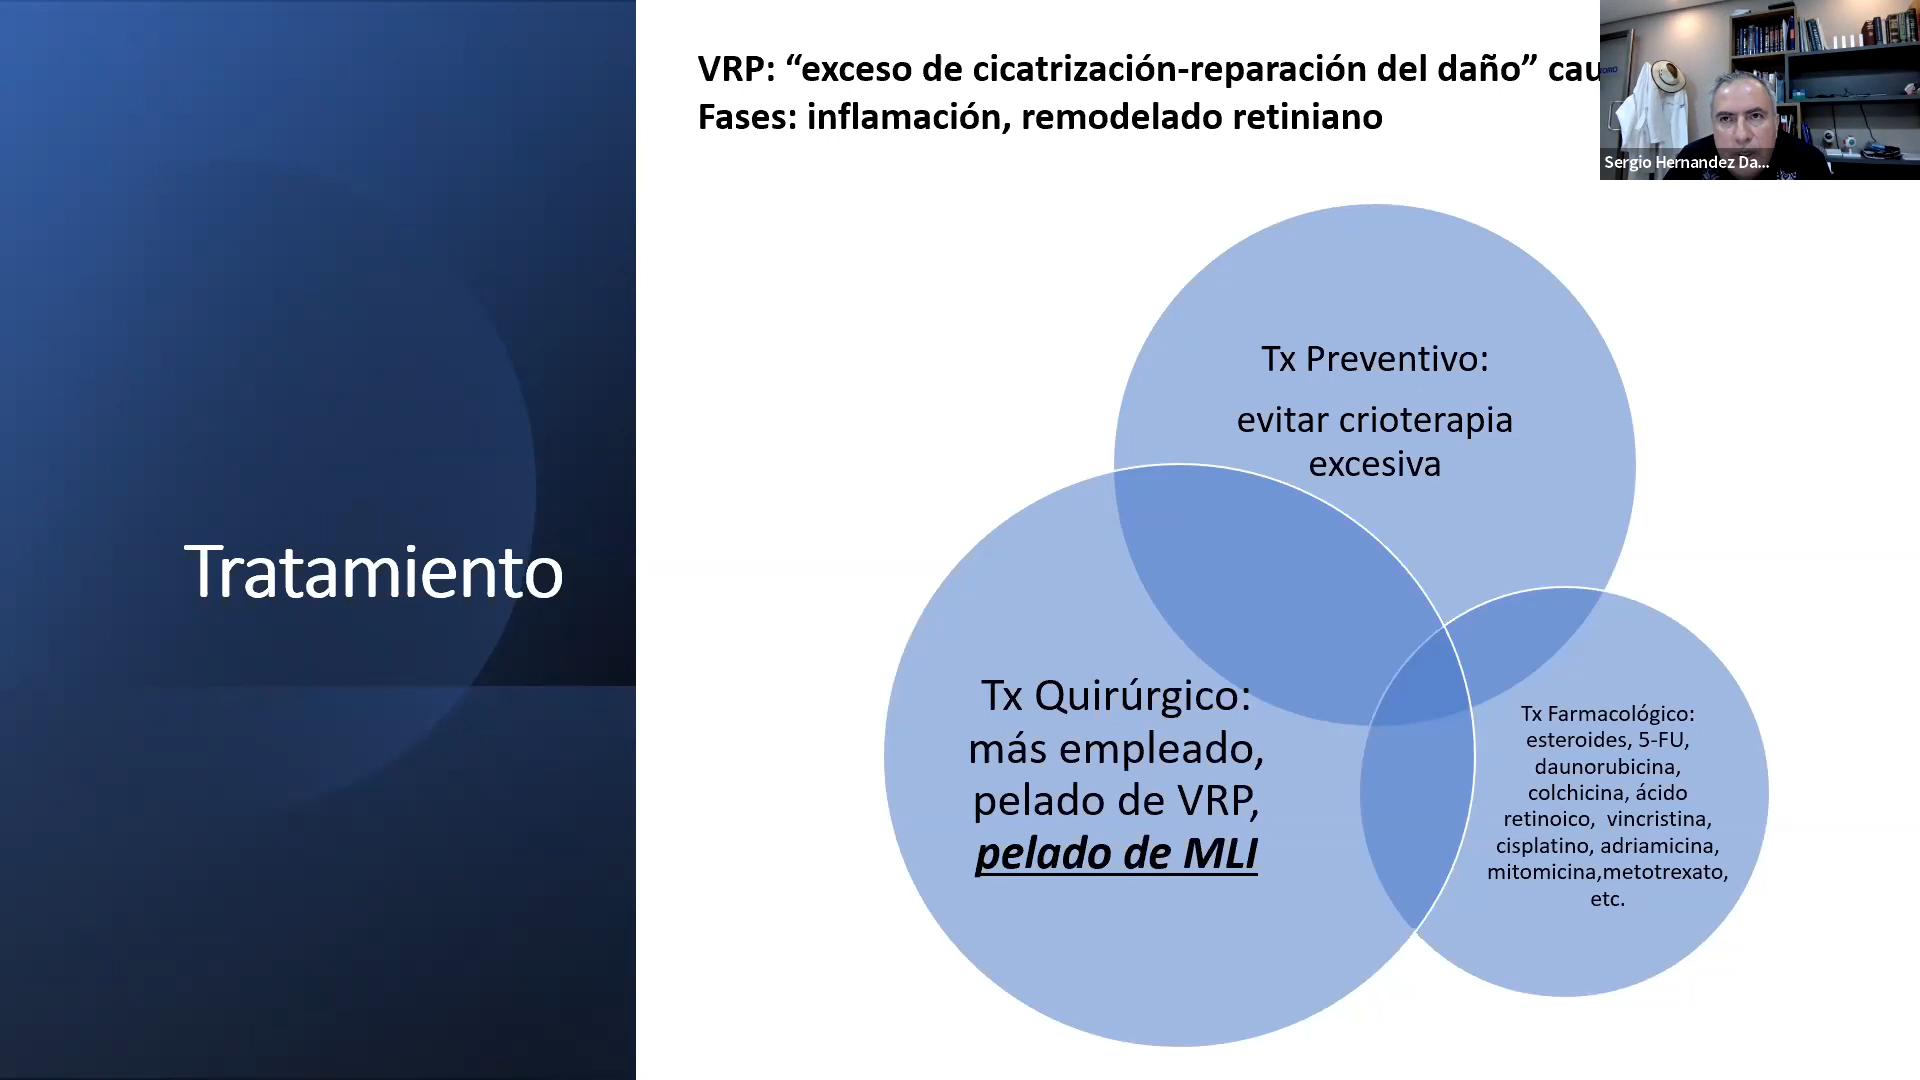 VRP: “exceso de cicatrización-reparación del daño”
Fases: inflamación, remodelado retiniano
Sergio Hernandez Da...
Tratamiento
Tx Preventivo:
evitar crioterapia
excesiva
Tx Quirúrgico:
más empleado,
pelado de VRP,
pelado de MLI
Tx Farmacológico:
esteroides, 5-FU,
daunorubicina,
colchicina, ácido
retinoico, vincristina,
cisplatino, adriamicina,
mitomicina,metotrexato,
etc.